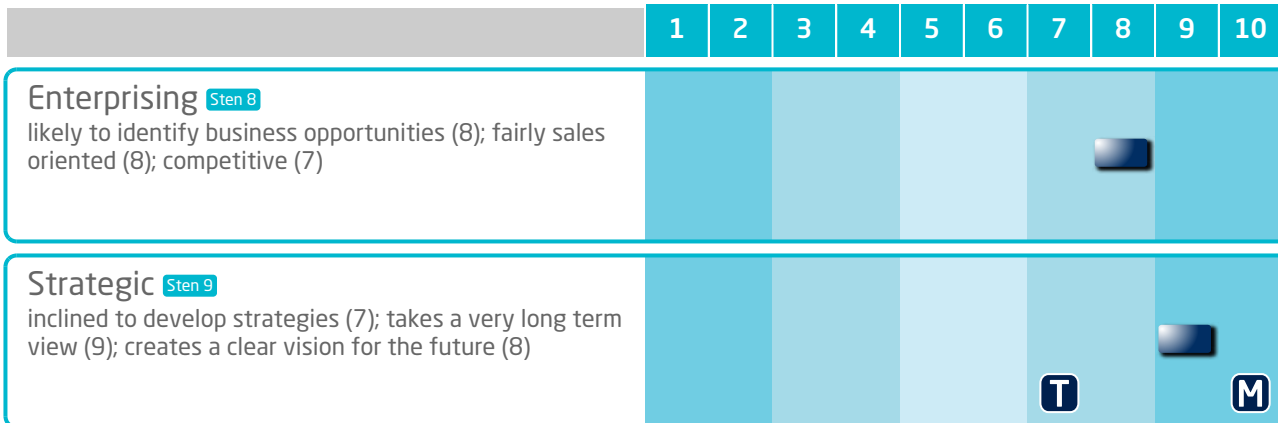 1 2 3 4 5 6 7 8 9 10
Enterprising Sten 8
likely to identify business opportunities (8); fairly sales
oriented (8); competitive (7)
Strategic Sten 9
inclined to develop strategies (7); takes a very long term
view (9); creates a clear vision for the future (8)
T M